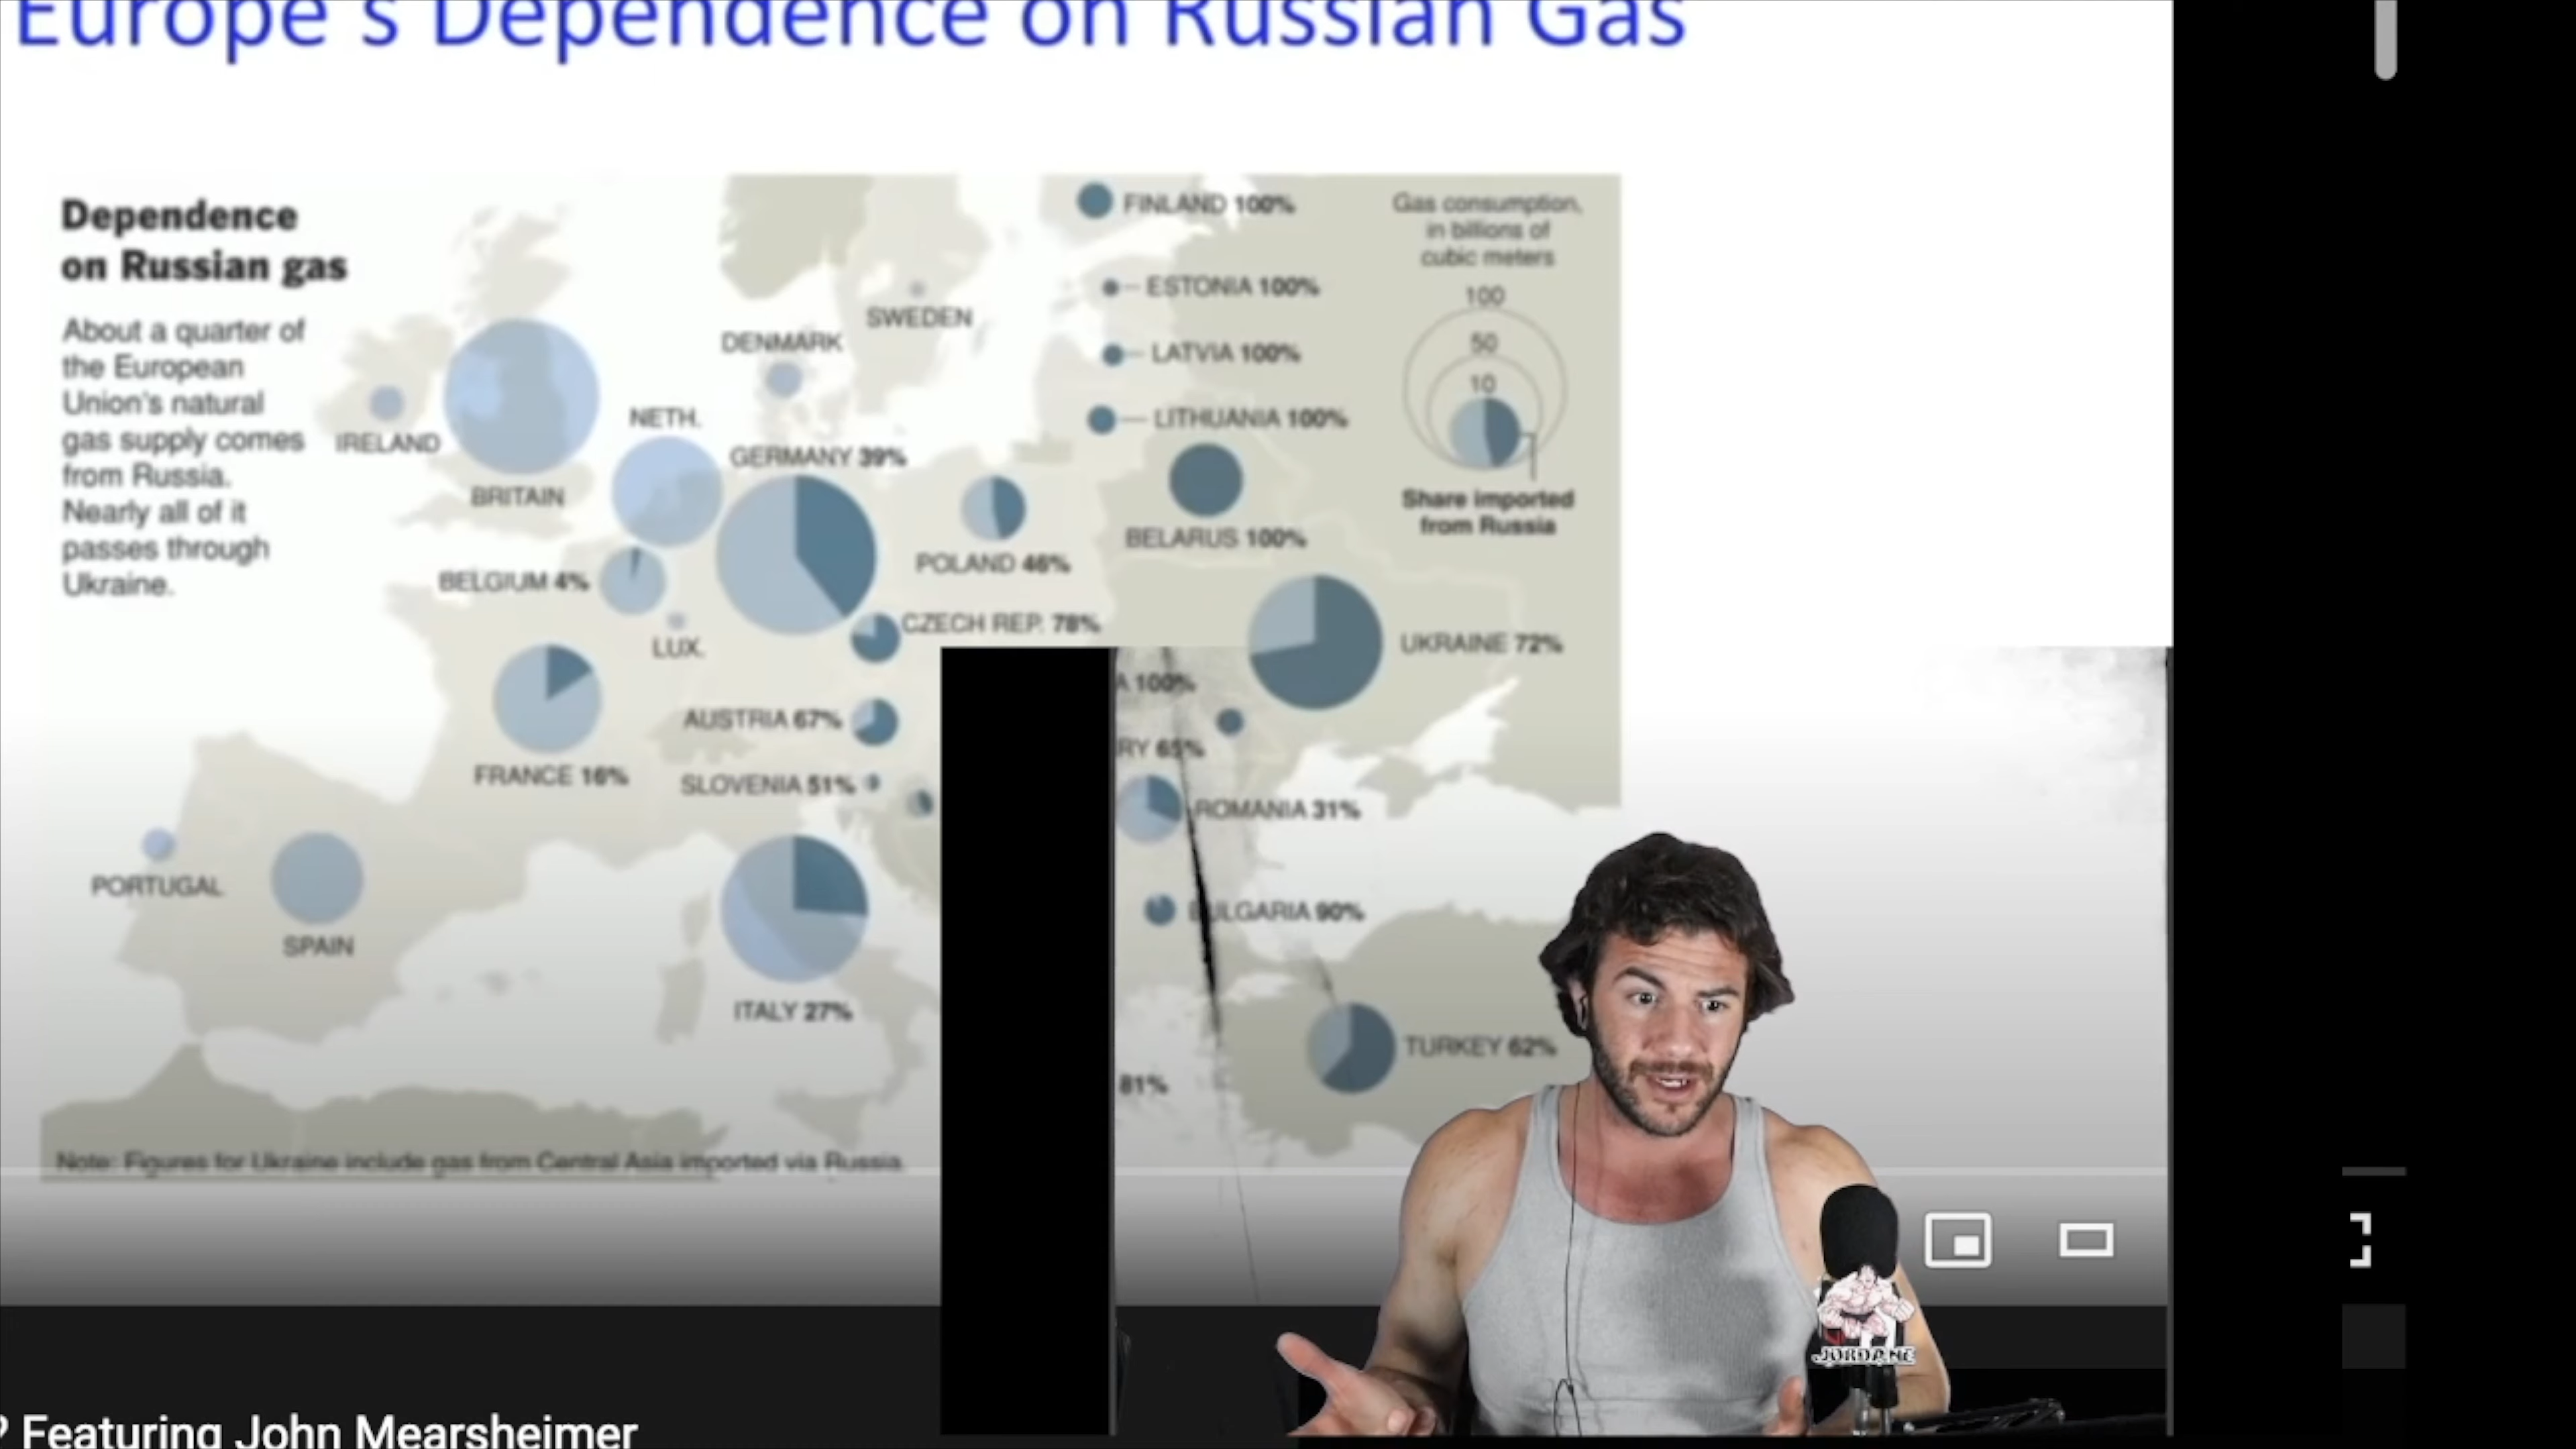 Europe's Dependence on Russian Gas
Dependence
on Russian gas
About a quarter of
the European
Union's natural
gas supply comes
from Russia.
Nearly all of it
passes through
Ukraine.
FINLAND 100%
Gas consumption,
in billions of
cubic meters
ESTONIA 100%
100
SWEDEN
DENMARK
LATVIA 100%
50
10
NETH.
LITHUANIA 100%
IRELAND
GERMANY 39%
BRITAIN
Share imported
from Russia
BELARUS 100%
POLAND 46%
BELGIUM 4%
CZECH REP. 78%
LUX.
UKRAINE 72%
A 100%
AUSTRIA 67%
RY 65%
FRANCE 16%
SLOVENIA 51%
ROMANIA 31%
PORTUGAL
BULGARIA 90%
SPAIN
ITALY 27%
TURKEY 62%
81%
Note: Figures for Ukraine include gas from Central Asia imported via Russia.
JORDANE
? Featuring John Mearsheimer